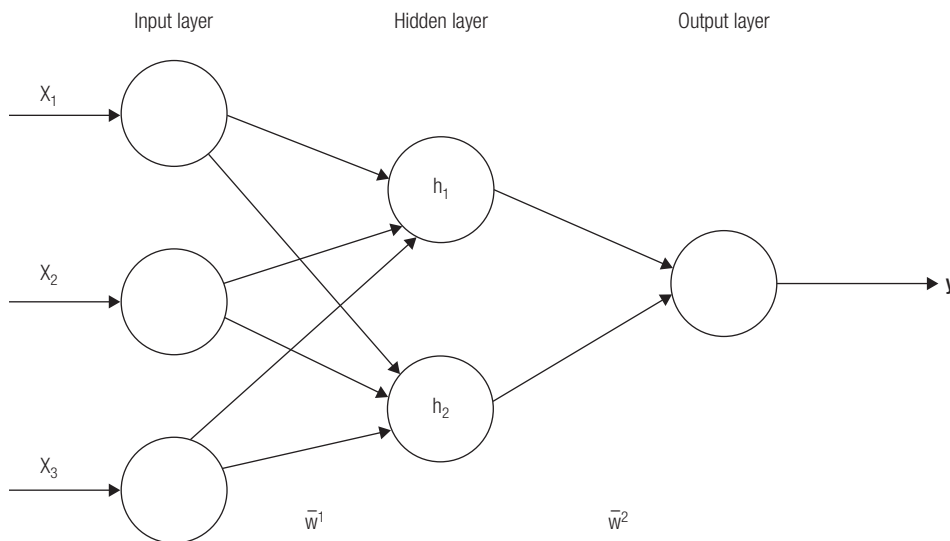 Input layer
Hidden layer
Output layer
X₁
h₁
X₂
y
h₂
X₃
w̄¹
w̄²